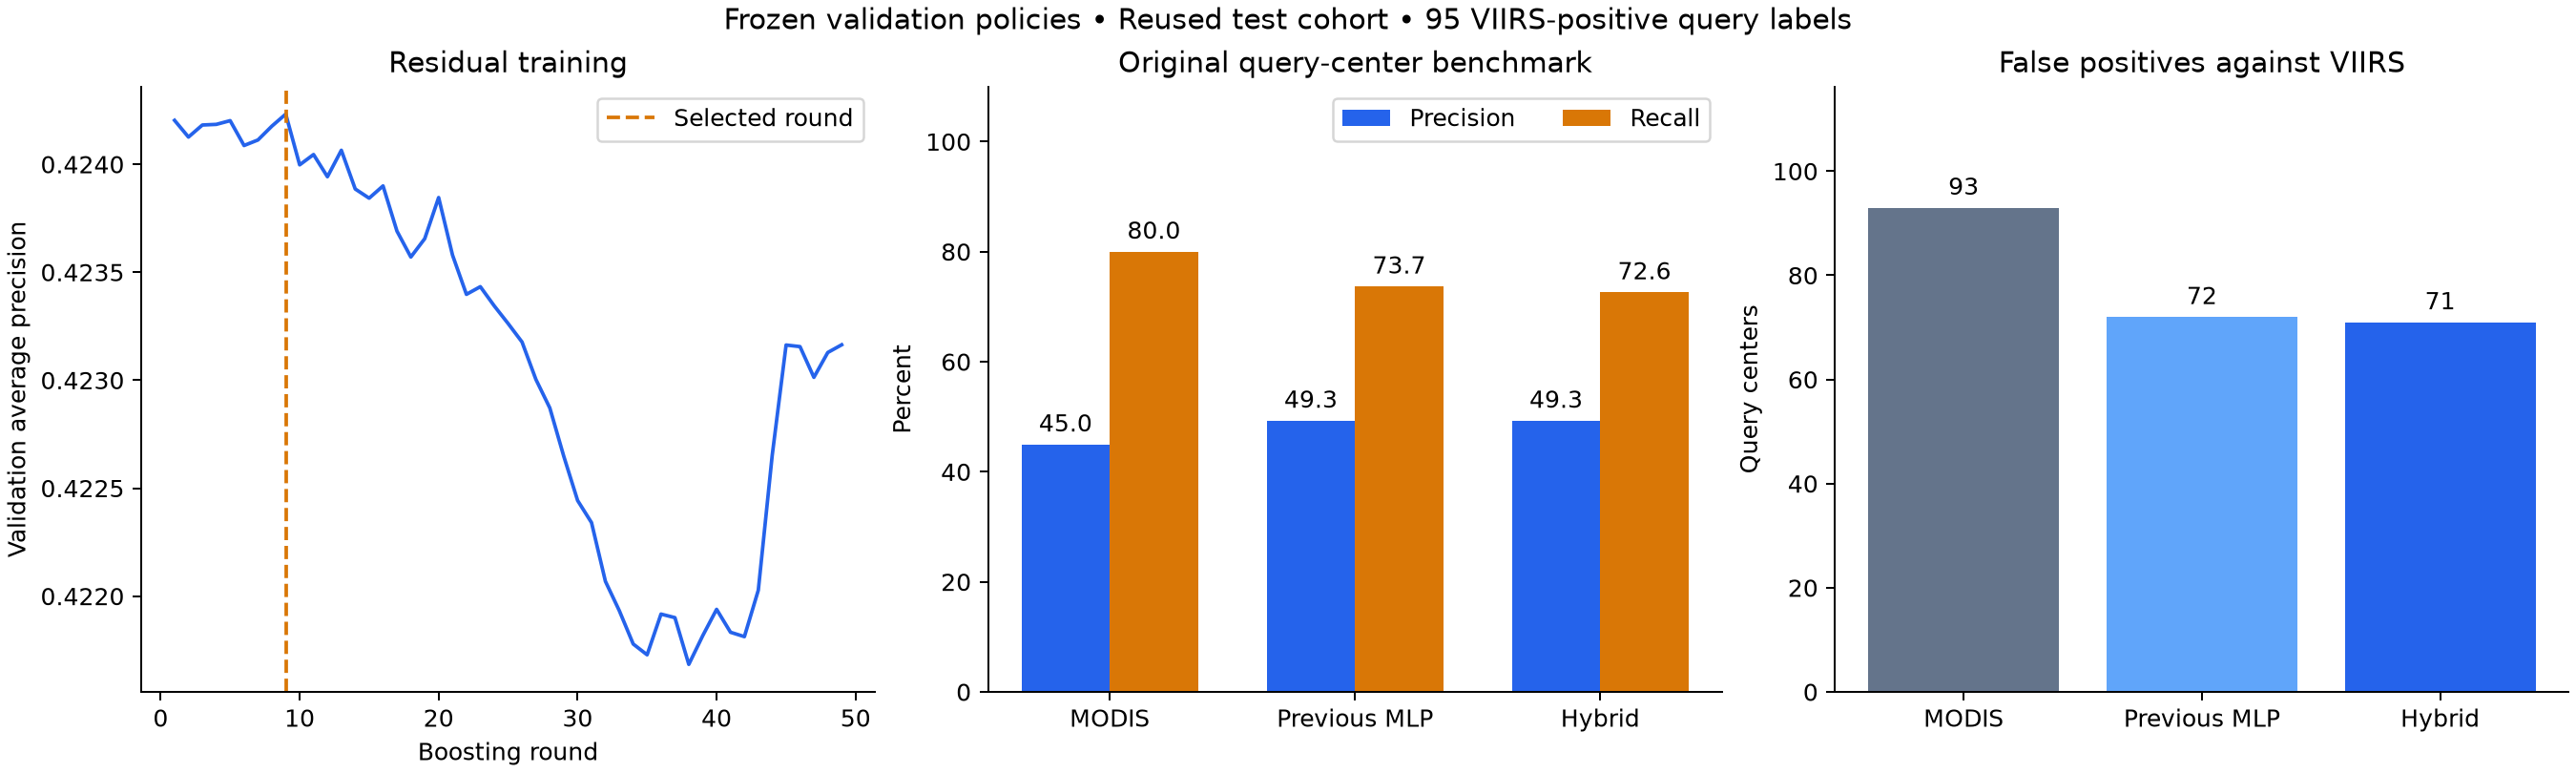 Frozen validation policies • Reused test cohort • 95 VIIRS-positive query labels
Residual training
Selected round
0.4240
0.4235
0.4230
0.4225
0.4220
Validation average precision
0 10 20 30 40 50
Boosting round
Original query-center benchmark
Precision Recall
100
80
60
40
20
0
Percent
45.0 80.0
49.3 73.7
49.3 72.6
MODIS Previous MLP Hybrid
False positives against VIIRS
100
80
60
40
20
0
Query centers
93
72
71
MODIS Previous MLP Hybrid